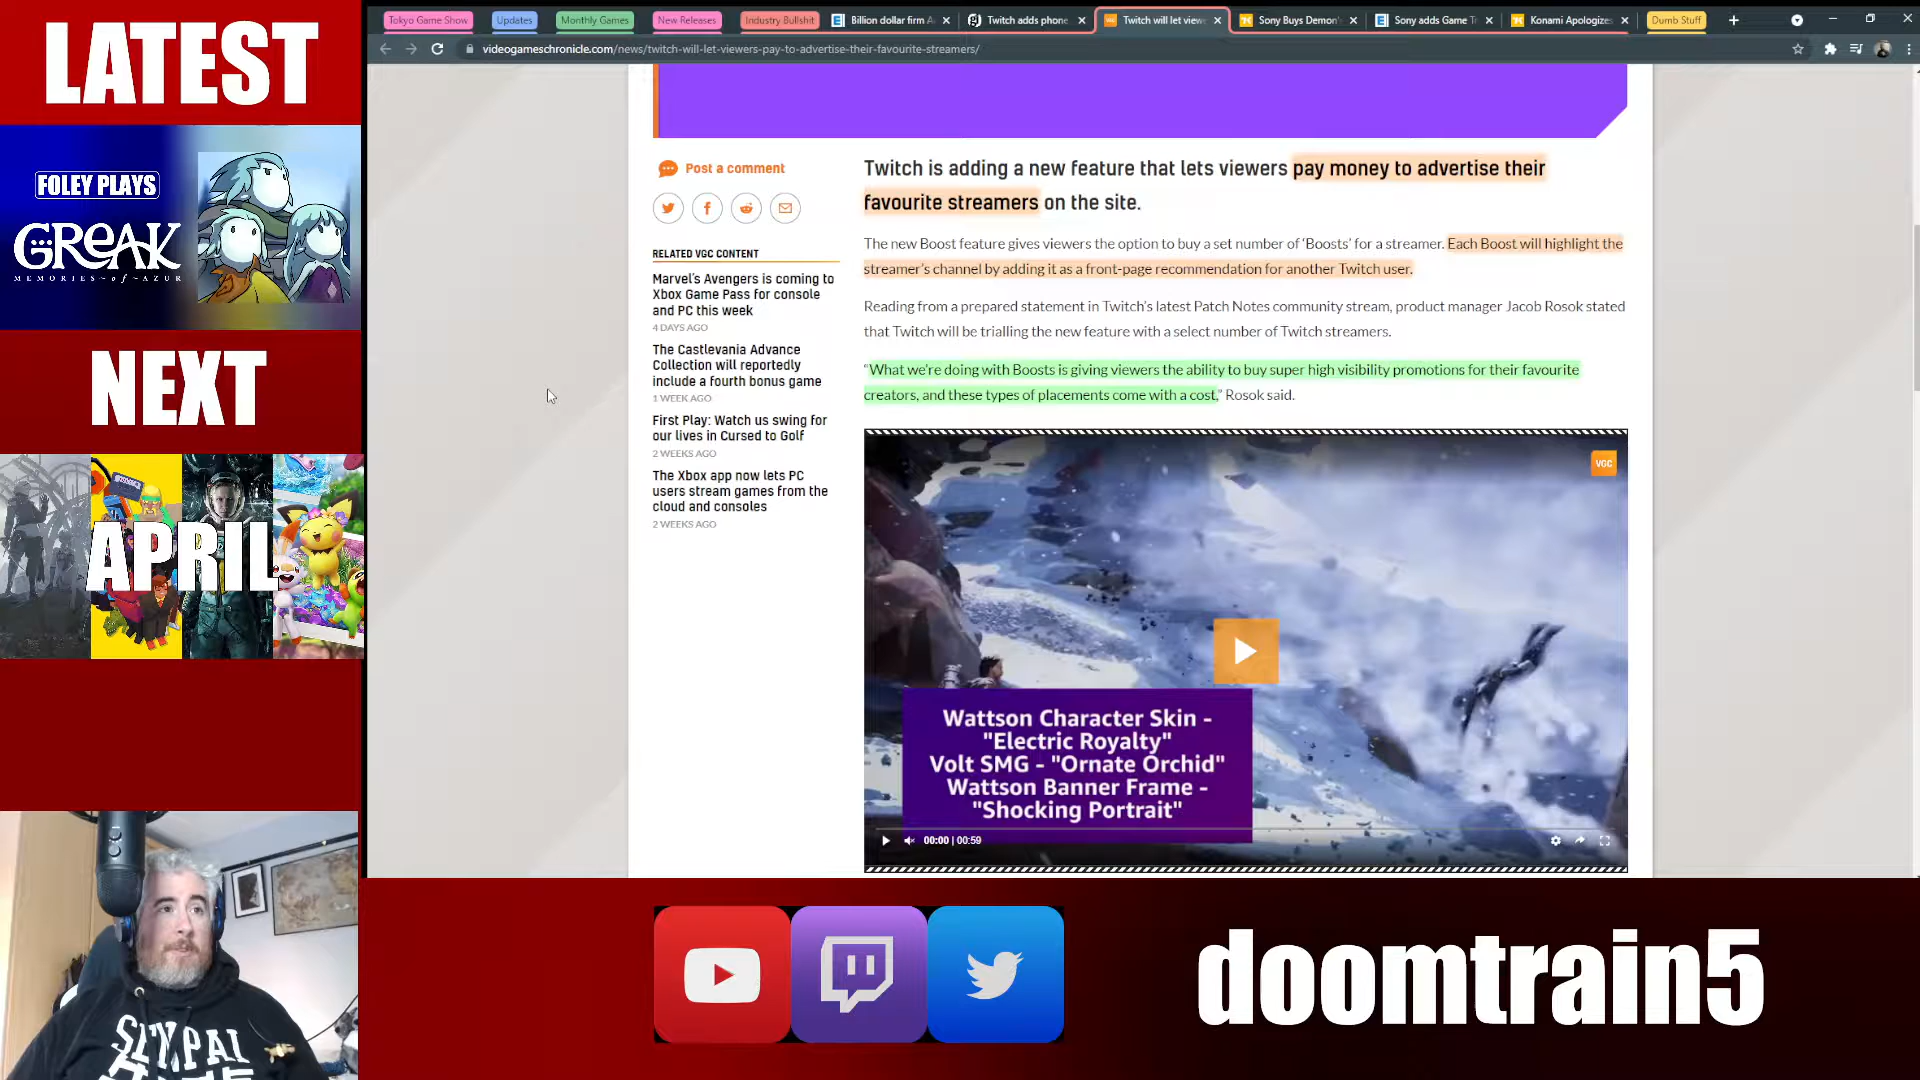 LATEST
FOLEY PLAYS
GREAK
MEMORIES~of~AZUR
NEXT
APRIL
Tokyo Game Show
Updates
Monthly Games
New Releases
Industry Bullshit
Billion dollar firm
Twitch adds phone
Twitch will let view
Sony Buys Demon's
Sony adds Game T
Konami Apologize
Dumb Stuff
videogameschronicle.com/news/twitch-will-let-viewers-pay-to-advertise-their-favourite-streamers/
Post a comment
RELATED VGC CONTENT
Marvel's Avengers is coming to
Xbox Game Pass for console
and PC this week
4 DAYS AGO
The Castlevania Advance
Collection will reportedly
include a fourth bonus game
1 WEEK AGO
First Play: Watch us swing for
our lives in Cursed to Golf
2 WEEKS AGO
The Xbox app now lets PC
users stream games from the
cloud and consoles
2 WEEKS AGO
Twitch is adding a new feature that lets viewers pay money to advertise their
favourite streamers on the site.
The new Boost feature gives viewers the option to buy a set number of ‘Boosts’ for a streamer. Each Boost will highlight the
streamer’s channel by adding it as a front-page recommendation for another Twitch user.
Reading from a prepared statement in Twitch’s latest Patch Notes community stream, product manager Jacob Rosok stated
that Twitch will be trialling the new feature with a select number of Twitch streamers.
“What we’re doing with Boosts is giving viewers the ability to buy super high visibility promotions for their favourite
creators, and these types of placements come with a cost,” Rosok said.
VGC
Wattson Character Skin -
"Electric Royalty"
Volt SMG - "Ornate Orchid"
Wattson Banner Frame -
"Shocking Portrait"
00:00 | 00:59
doomtrain5